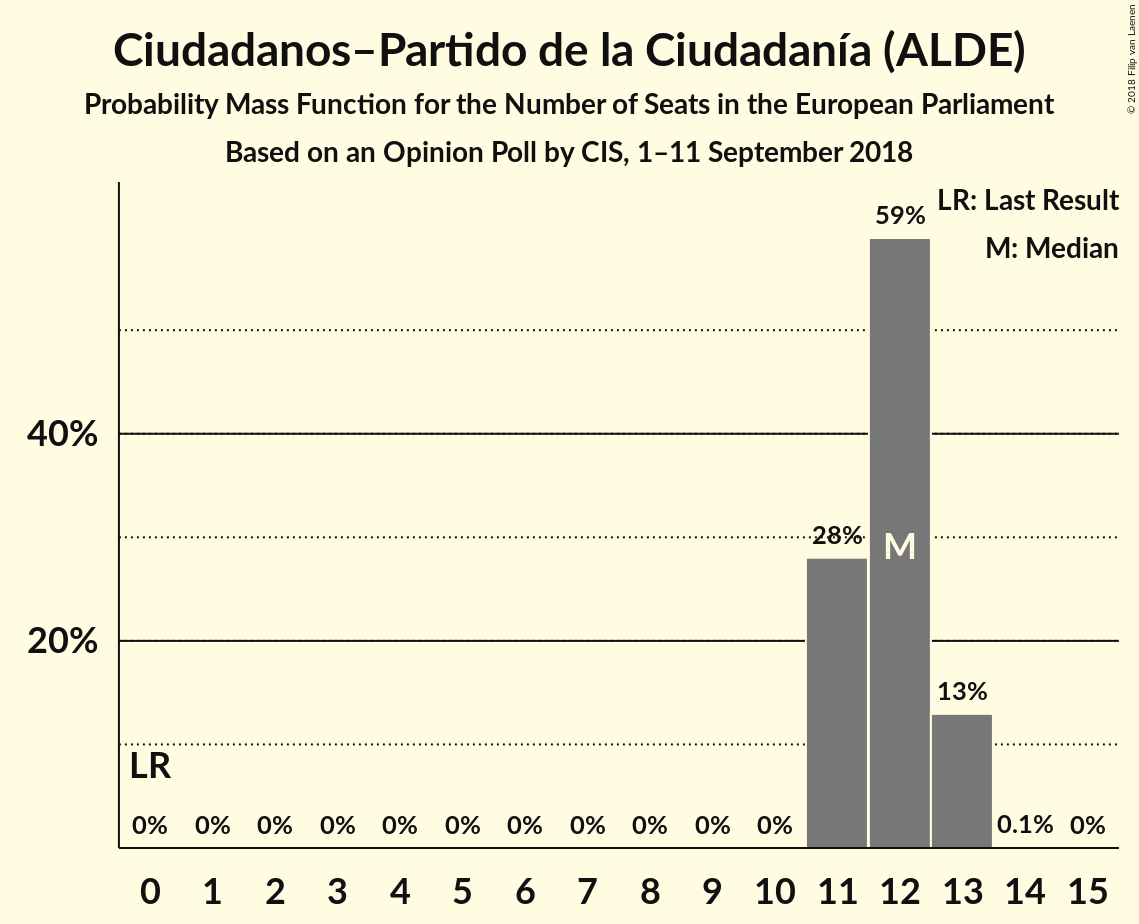 Ciudadanos–Partido de la Ciudadanía (ALDE)
Probability Mass Function for the Number of Seats in the European Parliament
Based on an Opinion Poll by CIS, 1–11 September 2018
© 2018 Filip van Laenen
LR: Last Result
M: Median
59%
40%
28%
M
20%
13%
LR
0% 0% 0% 0% 0% 0% 0% 0% 0% 0% 0% 0.1% 0%
0 1 2 3 4 5 6 7 8 9 10 11 12 13 14 15